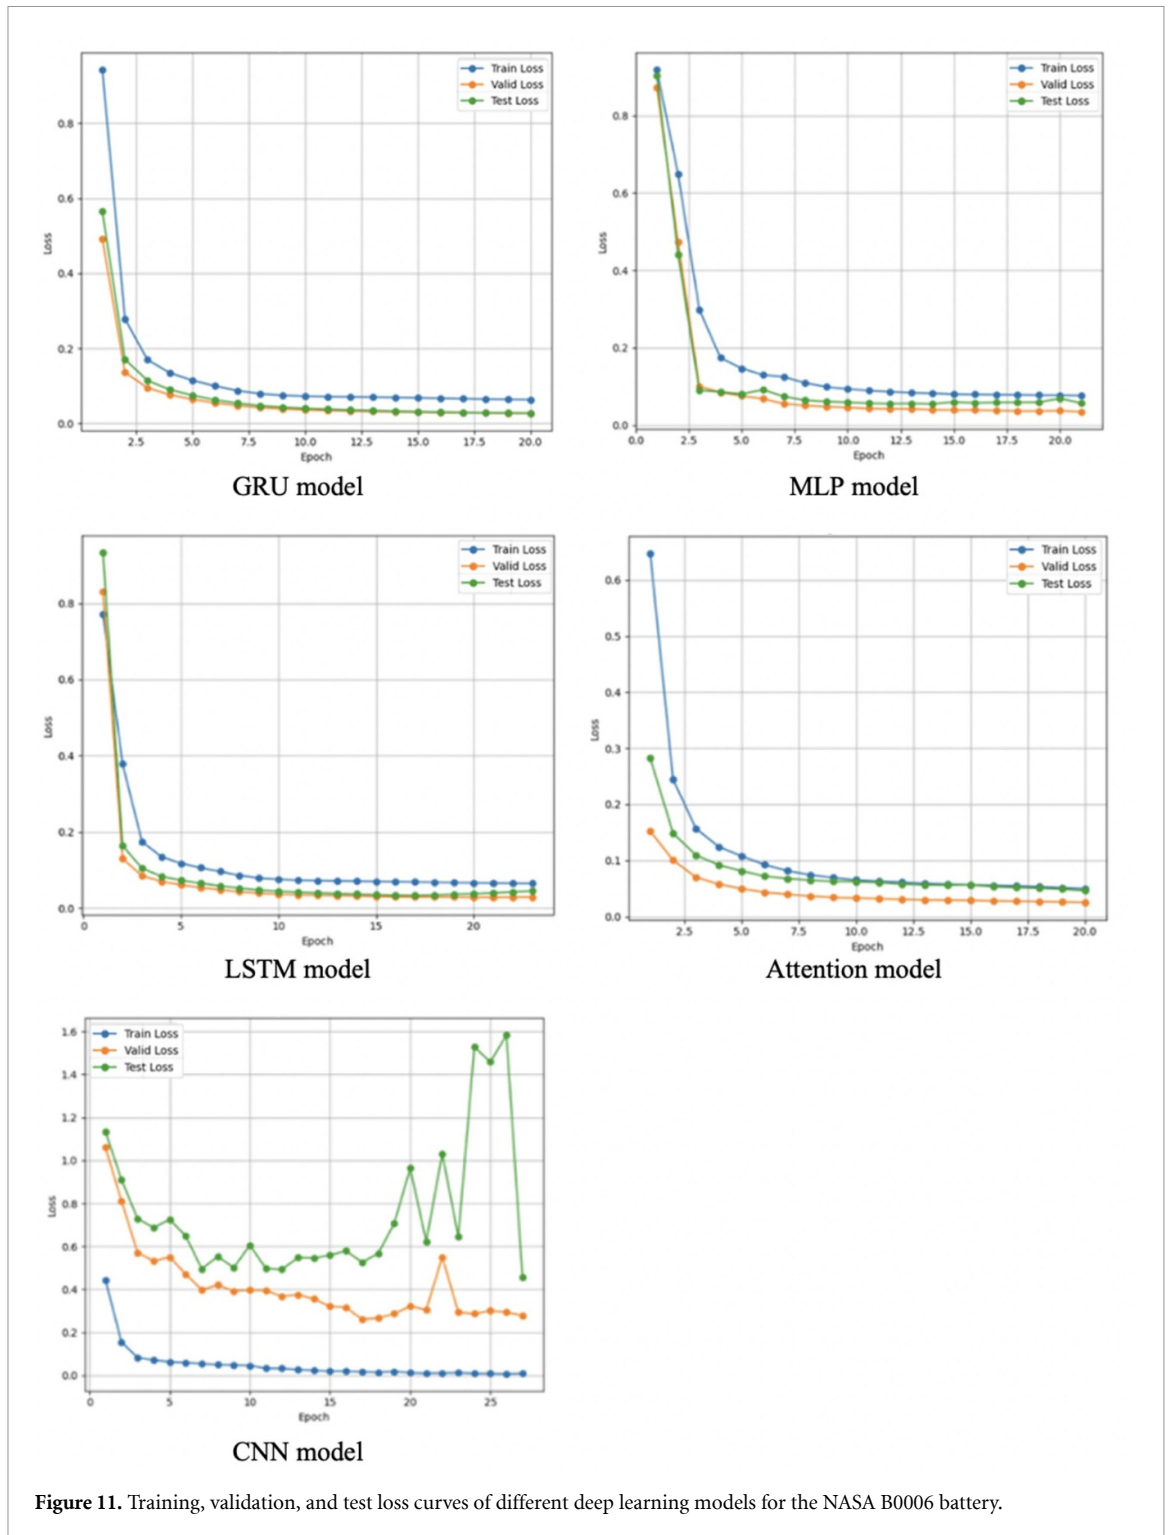 Train Loss
Valid Loss
Test Loss
0.8
0.6
0.4
0.2
0.0
Loss
2.5 5.0 7.5 10.0 12.5 15.0 17.5 20.0
Epoch
GRU model
Train Loss
Valid Loss
Test Loss
0.8
0.6
0.4
0.2
0.0
Loss
0.0 2.5 5.0 7.5 10.0 12.5 15.0 17.5 20.0
Epoch
MLP model
Train Loss
Valid Loss
Test Loss
0.8
0.6
0.4
0.2
0.0
Loss
0 5 10 15 20
Epoch
LSTM model
Train Loss
Valid Loss
Test Loss
0.6
0.5
0.4
0.3
0.2
0.1
0.0
Loss
2.5 5.0 7.5 10.0 12.5 15.0 17.5 20.0
Epoch
Attention model
Train Loss
Valid Loss
Test Loss
1.6
1.4
1.2
1.0
0.8
0.6
0.4
0.2
0.0
Loss
0 5 10 15 20 25
Epoch
CNN model
Figure 11. Training, validation, and test loss curves of different deep learning models for the NASA B0006 battery.